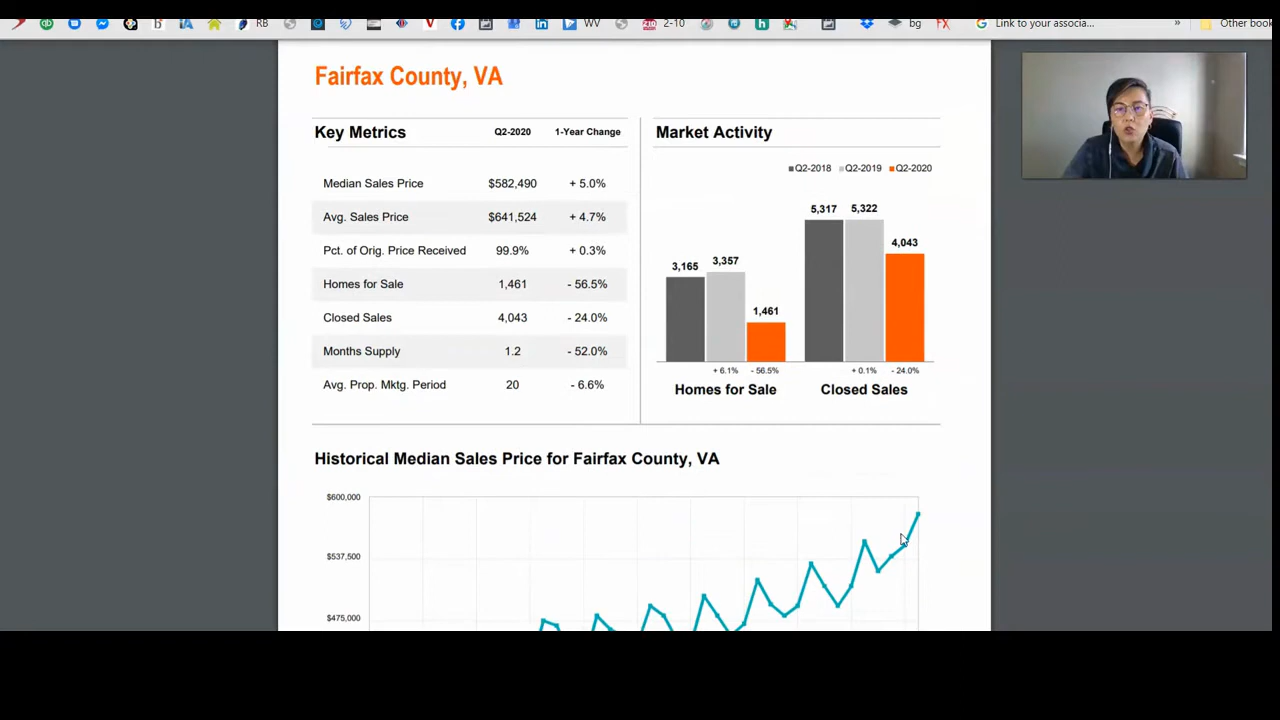 RB
WV
2-10
bg
FX
Link to your associa...
»
Other book
Fairfax County, VA
Key Metrics Q2-2020 1-Year Change
Median Sales Price $582,490 + 5.0%
Avg. Sales Price $641,524 + 4.7%
Pct. of Orig. Price Received 99.9% + 0.3%
Homes for Sale 1,461 - 56.5%
Closed Sales 4,043 - 24.0%
Months Supply 1.2 - 52.0%
Avg. Prop. Mktg. Period 20 - 6.6%
Market Activity
Q2-2018 Q2-2019 Q2-2020
5,317 5,322
4,043
3,165 3,357
1,461
+ 6.1% - 56.5% + 0.1% - 24.0%
Homes for Sale Closed Sales
Historical Median Sales Price for Fairfax County, VA
$600,000
$537,500
$475,000